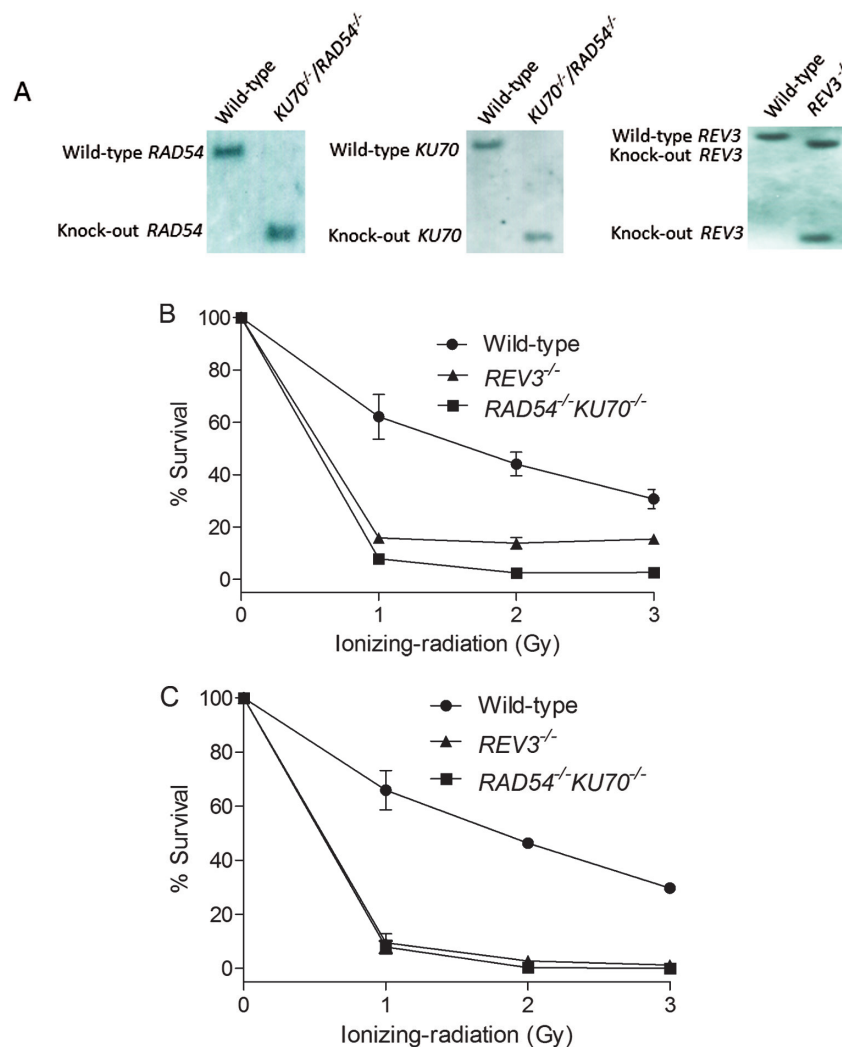 A
Wild-type
KU70-/-/RAD54-/-
Wild-type RAD54
Knock-out RAD54
Wild-type
KU70-/-/RAD54-/-
Wild-type KU70
Knock-out KU70
Wild-type
REV3-/
Wild-type REV3
Knock-out REV3
Knock-out REV3
B
100
80
60
40
20
0
% Survival
Wild-type
REV3-/-
RAD54-/-KU70-/-
0 1 2 3
Ionizing-radiation (Gy)
C
100
80
60
40
20
0
% Survival
Wild-type
REV3-/-
RAD54-/-KU70-/-
0 1 2 3
Ionizing-radiation (Gy)